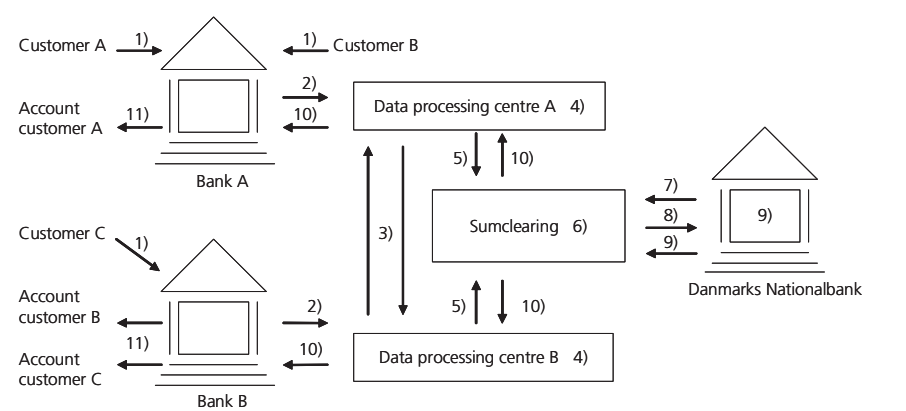 Customer A
1)
1)
Customer B
2)
Data processing centre A 4)
Account
customer A
11)
10)
Bank A
5)
10)
7)
8)
9)
9)
Sumclearing 6)
3)
Danmarks Nationalbank
Customer C
1)
Account
customer B
2)
5)
10)
11)
10)
Data processing centre B 4)
Account
customer C
Bank B